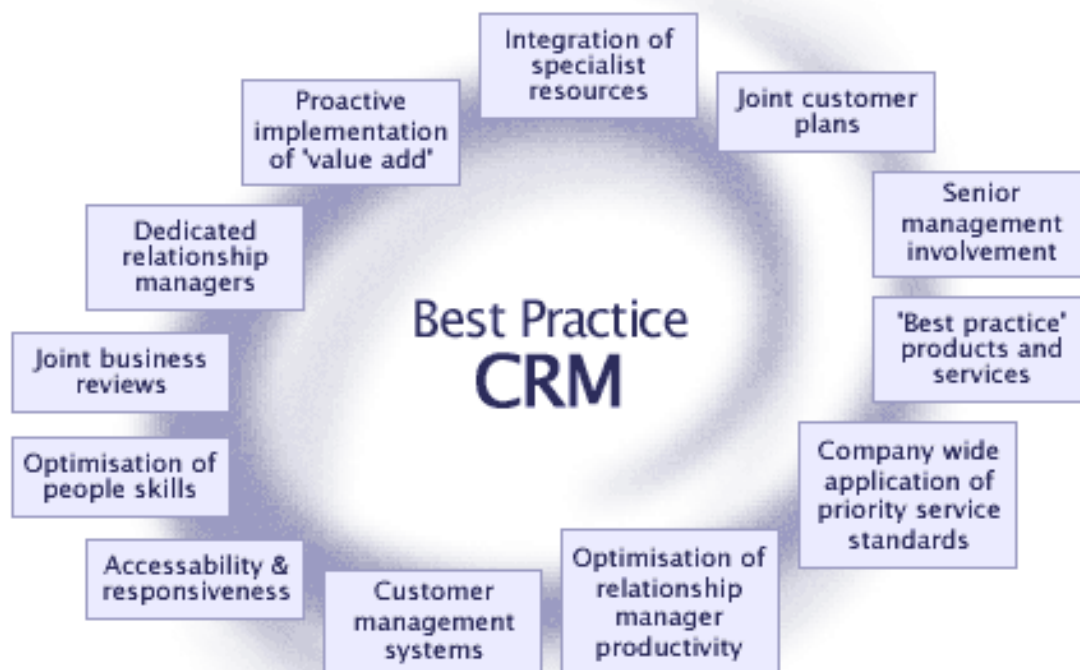 Integration of
specialist
resources
Joint customer
plans
Senior
management
involvement
'Best practice'
products and
services
Company wide
application of
priority service
standards
Optimisation of
relationship
manager
productivity
Customer
management
systems
Accessability &
responsiveness
Optimisation of
people skills
Joint business
reviews
Dedicated
relationship
managers
Proactive
implementation
of 'value add'
Best Practice
CRM